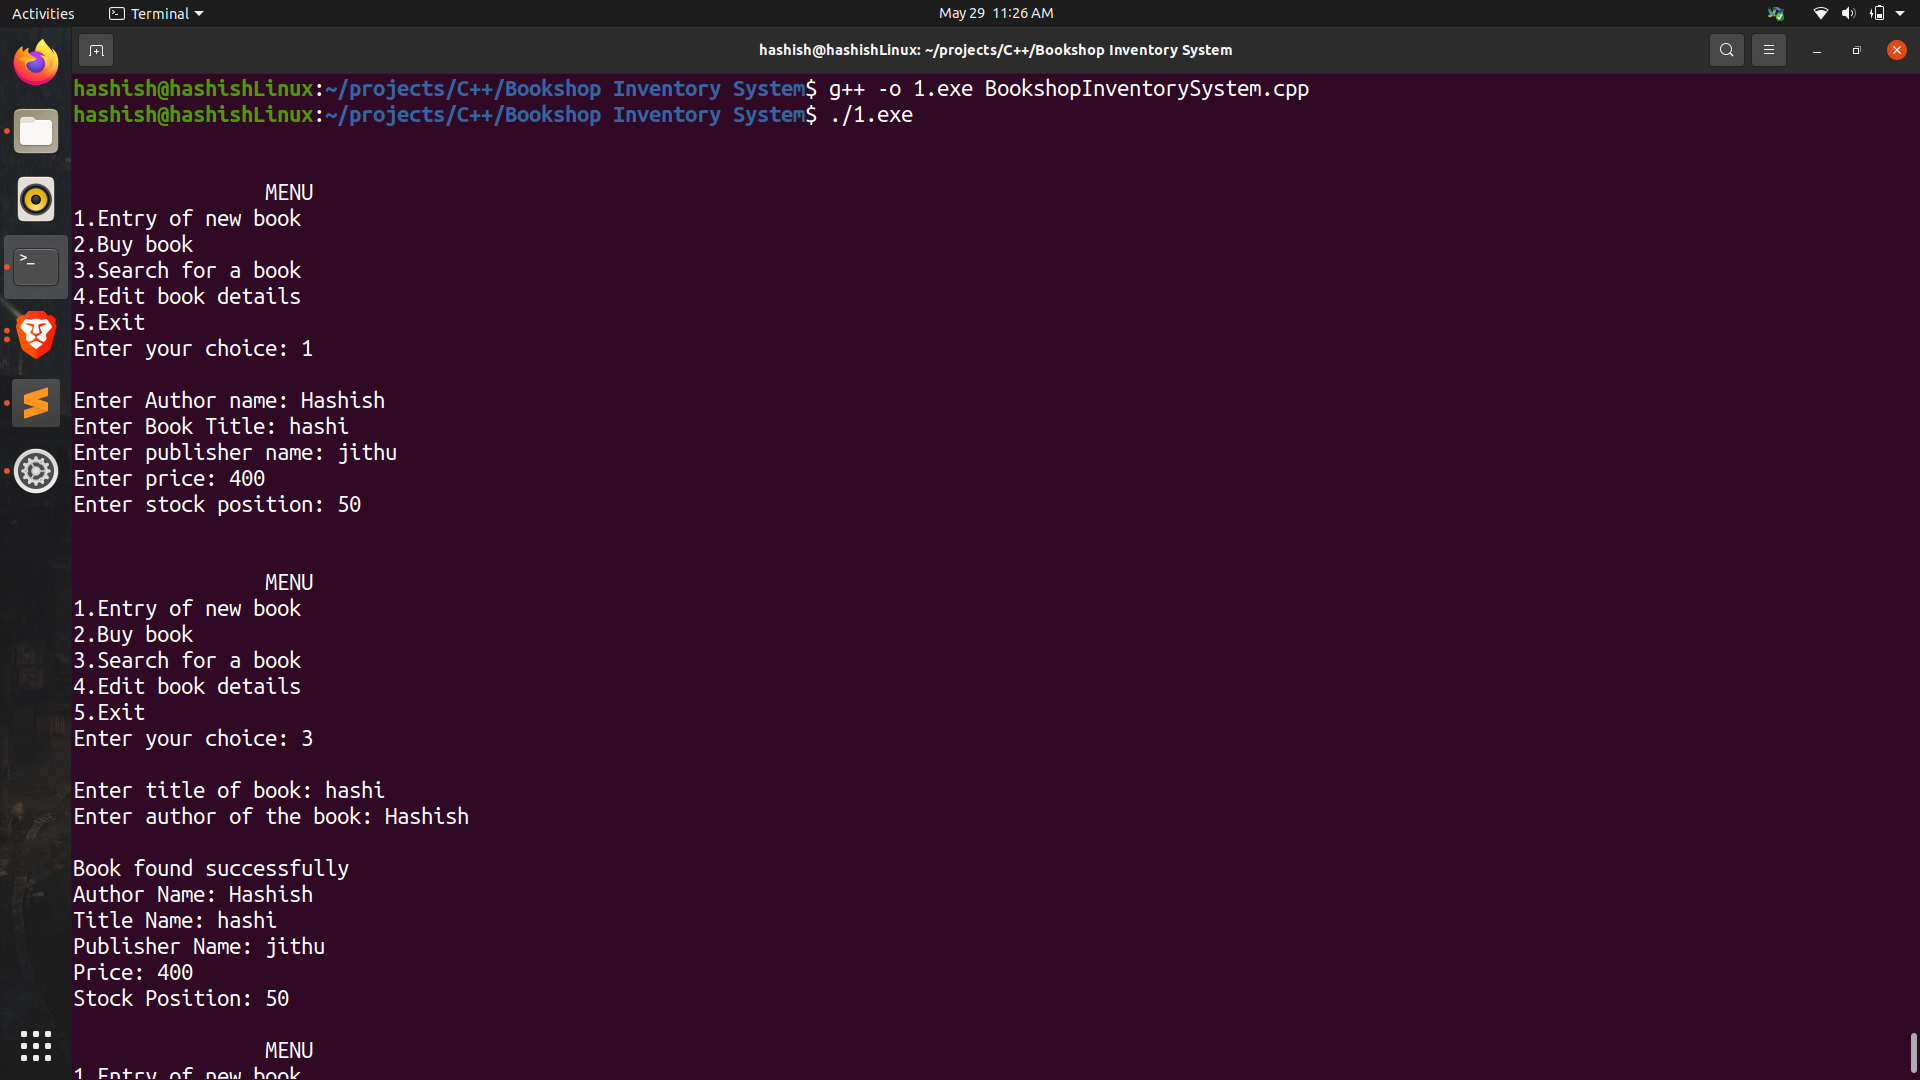 Activities
Terminal
May 29 11:26 AM
hashish@hashishLinux: ~/projects/C++/Bookshop Inventory System
hashish@hashishLinux:~/projects/C++/Bookshop Inventory System$ g++ -o 1.exe BookshopInventorySystem.cpp
hashish@hashishLinux:~/projects/C++/Bookshop Inventory System$ ./1.exe
MENU
1.Entry of new book
2.Buy book
3.Search for a book
4.Edit book details
5.Exit
Enter your choice: 1
Enter Author name: Hashish
Enter Book Title: hashi
Enter publisher name: jithu
Enter price: 400
Enter stock position: 50
MENU
1.Entry of new book
2.Buy book
3.Search for a book
4.Edit book details
5.Exit
Enter your choice: 3
Enter title of book: hashi
Enter author of the book: Hashish
Book found successfully
Author Name: Hashish
Title Name: hashi
Publisher Name: jithu
Price: 400
Stock Position: 50
MENU
1.Entry of new book